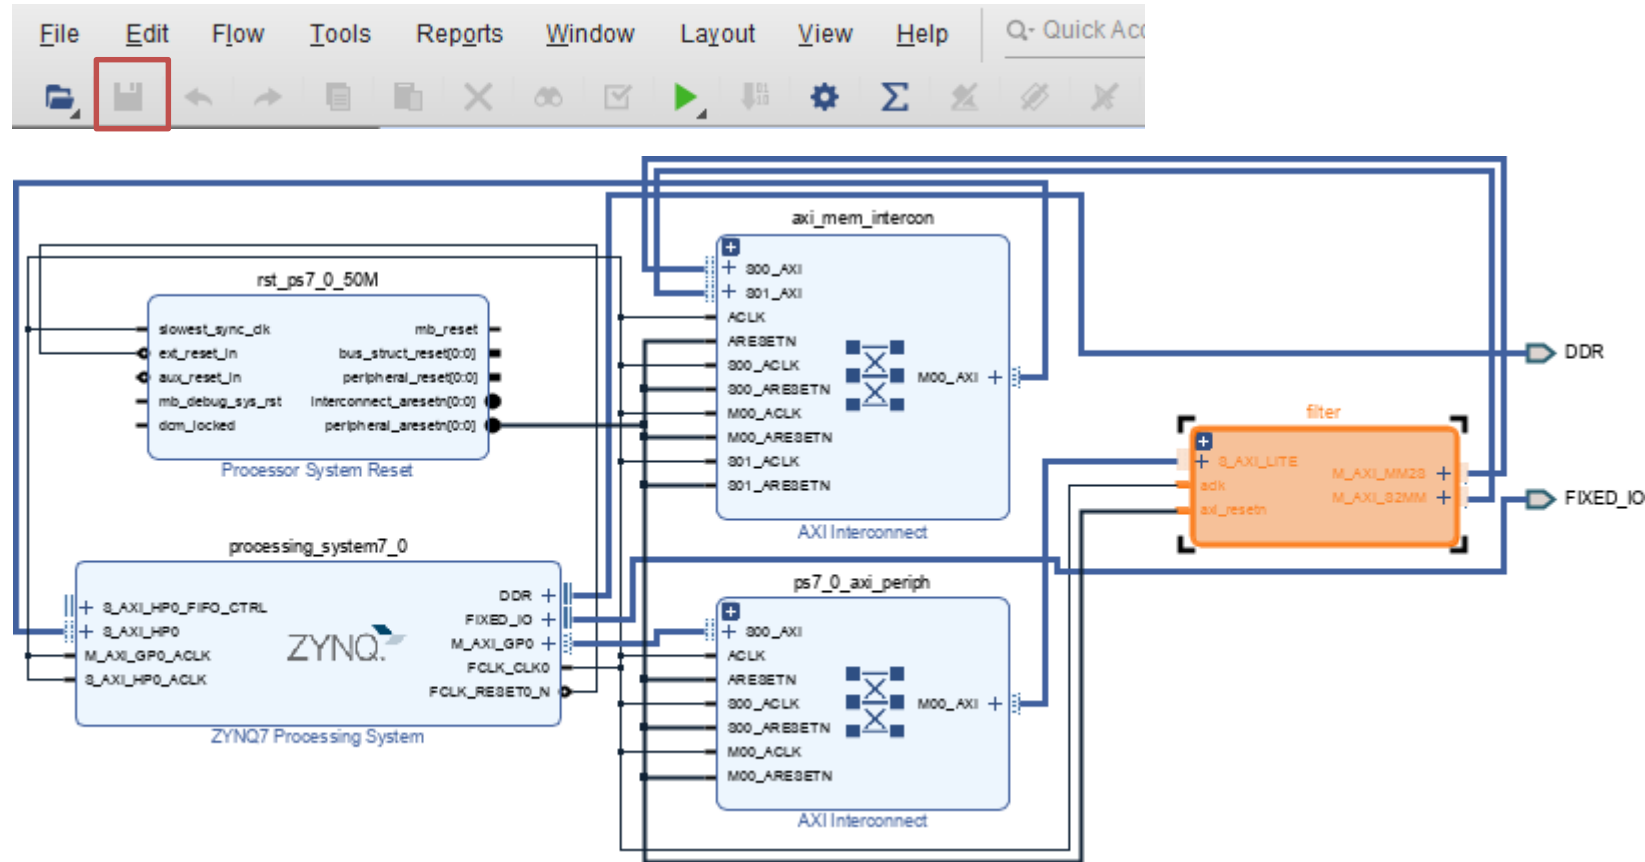 File Edit Flow Tools Reports Window Layout View Help Q- Quick Acc
01
10
axi_mem_intercon
S00_AXI
S01_AXI
ACLK
ARESETN
S00_ACLK
S00_ARESETN
M00_ACLK
M00_ARESETN
S01_ACLK
S01_ARESETN
M00_AXI
AXI Interconnect
rst_ps7_0_50M
slowest_sync_clk
ext_reset_in
aux_reset_in
mb_debug_sys_rst
dcm_locked
mb_reset
bus_struct_reset[0:0]
peripheral_reset[0:0]
interconnect_aresetn[0:0]
peripheral_aresetn[0:0]
Processor System Reset
DDR
filter
S_AXI_LITE
aclk
axi_resetn
M_AXI_MM2S
M_AXI_S2MM
FIXED_IO
processing_system7_0
S_AXI_HP0_FIFO_CTRL
S_AXI_HP0
M_AXI_GP0_ACLK
S_AXI_HP0_ACLK
ZYNQ
DDR
FIXED_IO
M_AXI_GP0
FCLK_CLK0
FCLK_RESET0_N
ZYNQ7 Processing System
ps7_0_axi_periph
S00_AXI
ACLK
ARESETN
S00_ACLK
S00_ARESETN
M00_ACLK
M00_ARESETN
M00_AXI
AXI Interconnect